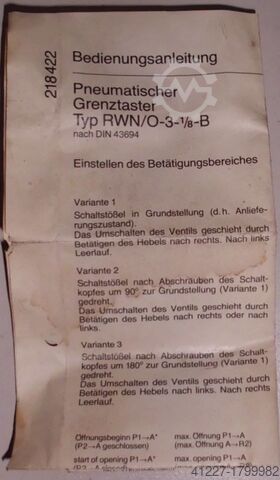 218422
Bedienungsanleitung
Pneumatischer
Grenztaster
Typ RWN/O-3-1/8-B
nach DIN 43694
Einstellen des Betätigungsbereiches
Variante 1
Schaltstößel in Grundstellung (d.h. Anliefe-
rungszustand).
Das Umschalten des Ventils geschieht durch
Betätigen des Hebels nach rechts. Nach links
Leerlauf.
Variante 2
Schaltstößel nach Abschrauben des Schalt-
kopfes um 90° zur Grundstellung (Variante 1)
gedreht.
Das Umschalten des Ventils geschieht durch
Betätigen des Hebels nach rechts oder nach
links.
Variante 3
Schaltstößel nach Abschrauben des Schalt-
kopfes um 180° zur Grundstellung (Variante 1)
gedreht.
Das Umschalten des Ventils geschieht durch
Betätigen des Hebels nach links. Nach rechts
Leerlauf.
Öffnungsbeginn P1→A* max. Öffnung P1→A
(P2→A geschlossen) (max. Öffnung A→R2)
start of opening P1→A* max. opening P1→A
41227-1799982